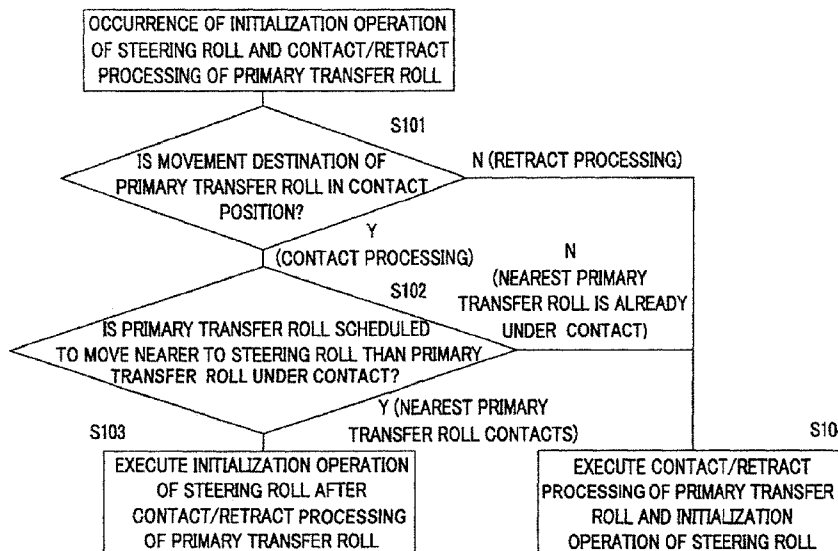 OCCURRENCE OF INITIALIZATION OPERATION
OF STEERING ROLL AND CONTACT/RETRACT
PROCESSING OF PRIMARY TRANSFER ROLL
S101
IS MOVEMENT DESTINATION OF
PRIMARY TRANSFER ROLL IN CONTACT
POSITION?
N (RETRACT PROCESSING)
Y
(CONTACT PROCESSING)
N
(NEAREST PRIMARY
TRANSFER ROLL IS ALREADY
UNDER CONTACT)
S102
IS PRIMARY TRANSFER ROLL SCHEDULED
TO MOVE NEARER TO STEERING ROLL THAN PRIMARY
TRANSFER ROLL UNDER CONTACT?
Y (NEAREST PRIMARY
TRANSFER ROLL CONTACTS)
S103
EXECUTE INITIALIZATION OPERATION
OF STEERING ROLL AFTER
CONTACT/RETRACT PROCESSING
OF PRIMARY TRANSFER ROLL
S10
EXECUTE CONTACT/RETRACT
PROCESSING OF PRIMARY TRANSFER
ROLL AND INITIALIZATION
OPERATION OF STEERING ROLL